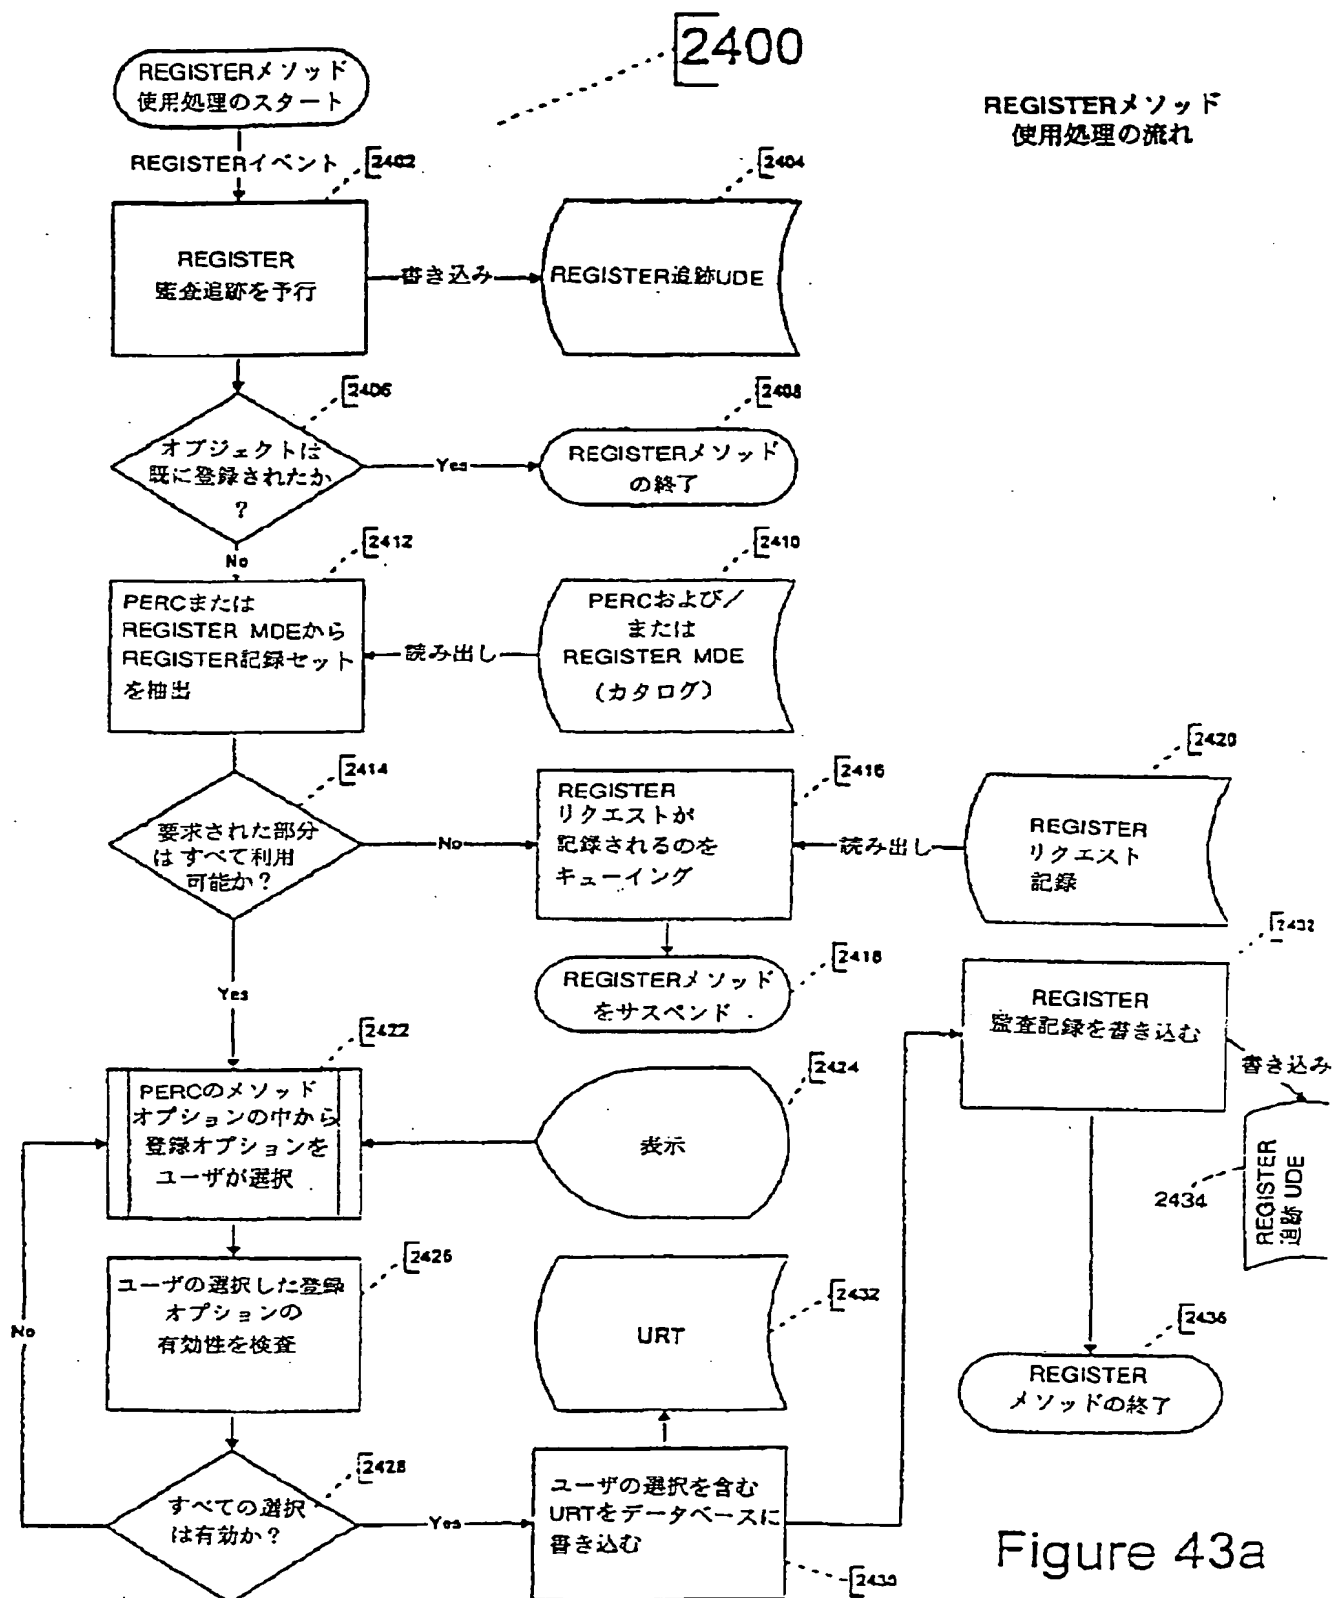 2400
REGISTERメソッド
使用処理のスタート
REGISTERメソッド
使用処理の流れ
REGISTERイベント
2402
2404
REGISTER
監査追跡を予行
書き込み
REGISTER追跡UDE
2406
2408
オブジェクトは
既に登録されたか
?
Yes
REGISTERメソッド
の終了
No
2412
2410
PERCまたは
REGISTER MDEから
REGISTER記録セット
を抽出
読み出し
PERCおよび/
または
REGISTER MDE
(カタログ)
2414
2416
2420
要求された部分
はすべて利用
可能か?
No
REGISTER
リクエストが
記録されるのを
キューイング
読み出し
REGISTER
リクエスト
記録
2418
REGISTERメソッド
をサスペンド
Yes
2432
REGISTER
監査記録を書き込む
書き込み
2422
2424
PERCのメソッド
オプションの中から
登録オプションを
ユーザが選択
表示
2434
REGISTER
追跡 UDE
2426
ユーザの選択した登録
オプションの
有効性を検査
No
2432
URT
2436
REGISTER
メソッドの終了
2428
すべての選択
は有効か?
Yes
ユーザの選択を含む
URTをデータベースに
書き込む
2430
Figure 43a